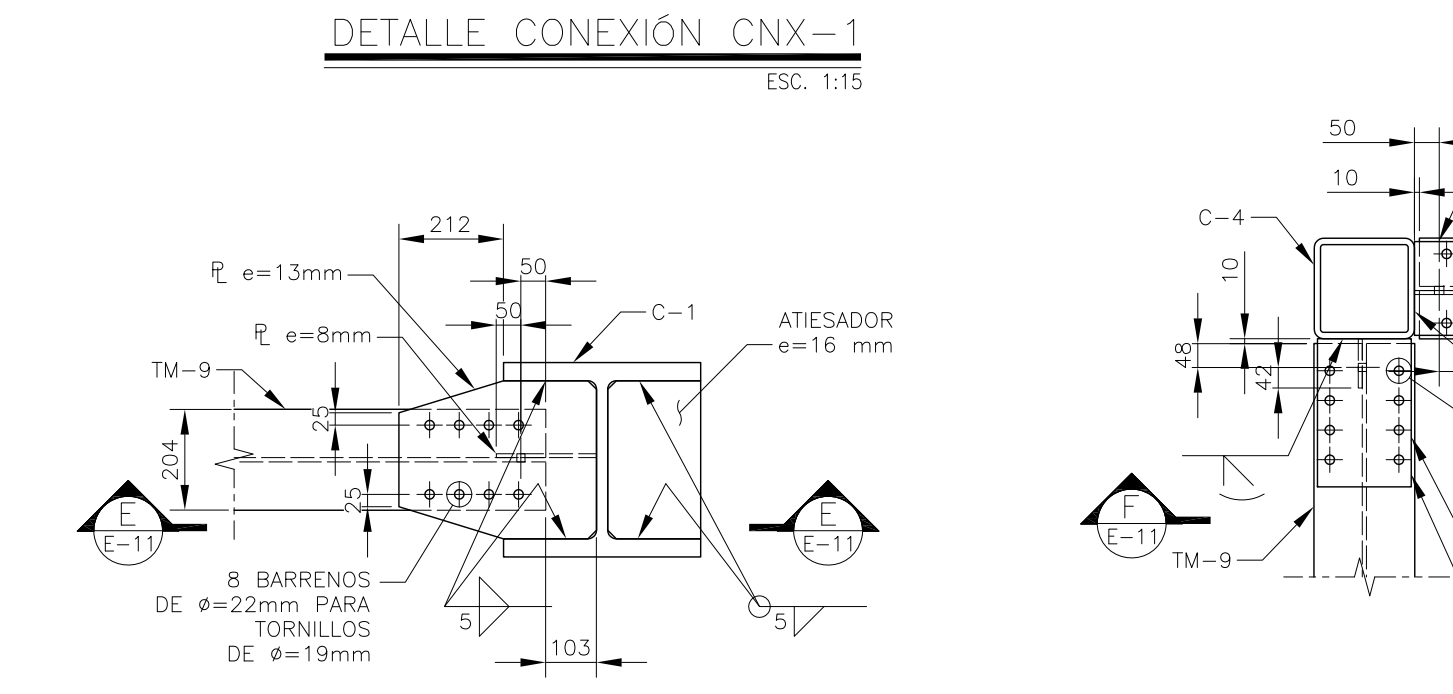 DETALLE CONEXIÓN CNX-1
ESC. 1:15
212
50
50
℄ e=13mm
℄ e=8mm
C-1
ATIESADOR
e=16 mm
TM-9
25
204
25
E
E-11
E
E-11
8 BARRENOS
DE ø=22mm PARA
TORNILLOS
DE ø=19mm
5
5
103
50
10
C-4
10
48
42
F
E-11
TM-9